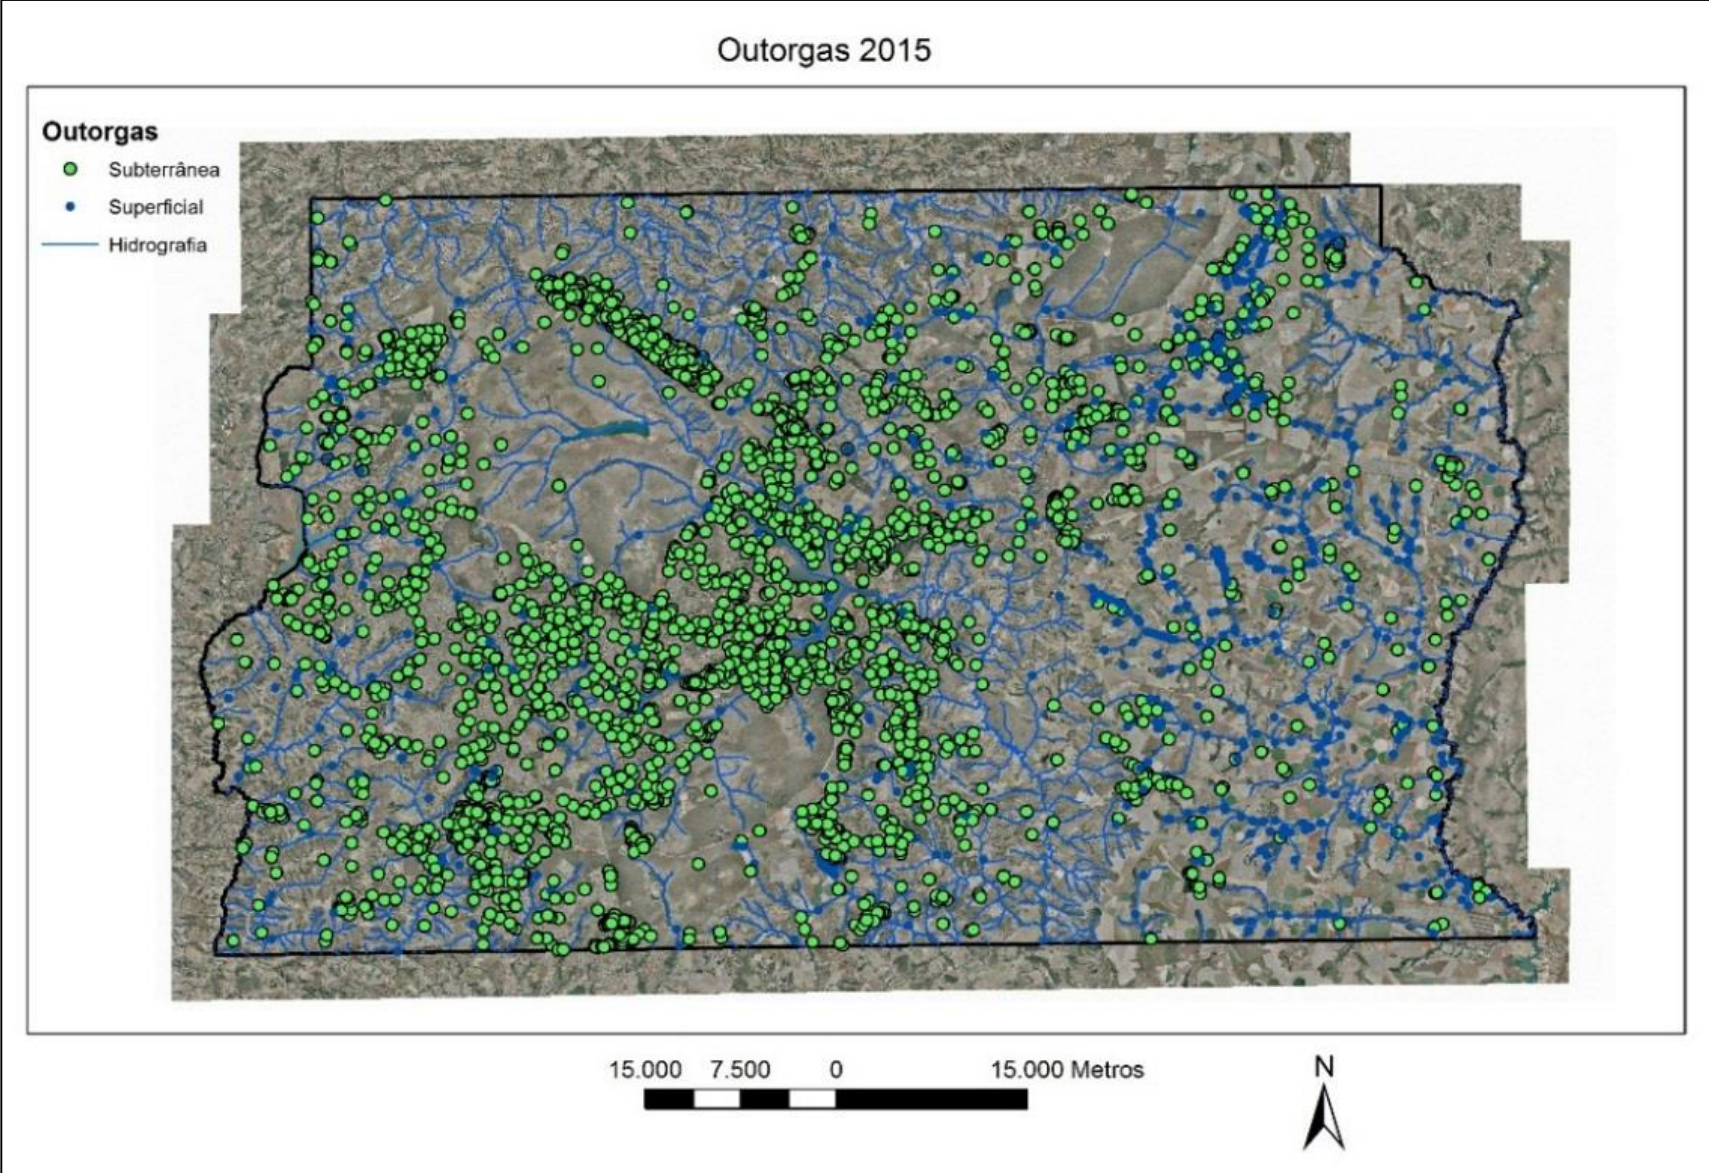 Outorgas 2015
Outorgas
Subterrânea
Superficial
Hidrografia
15.000 7.500 0 15.000 Metros
N